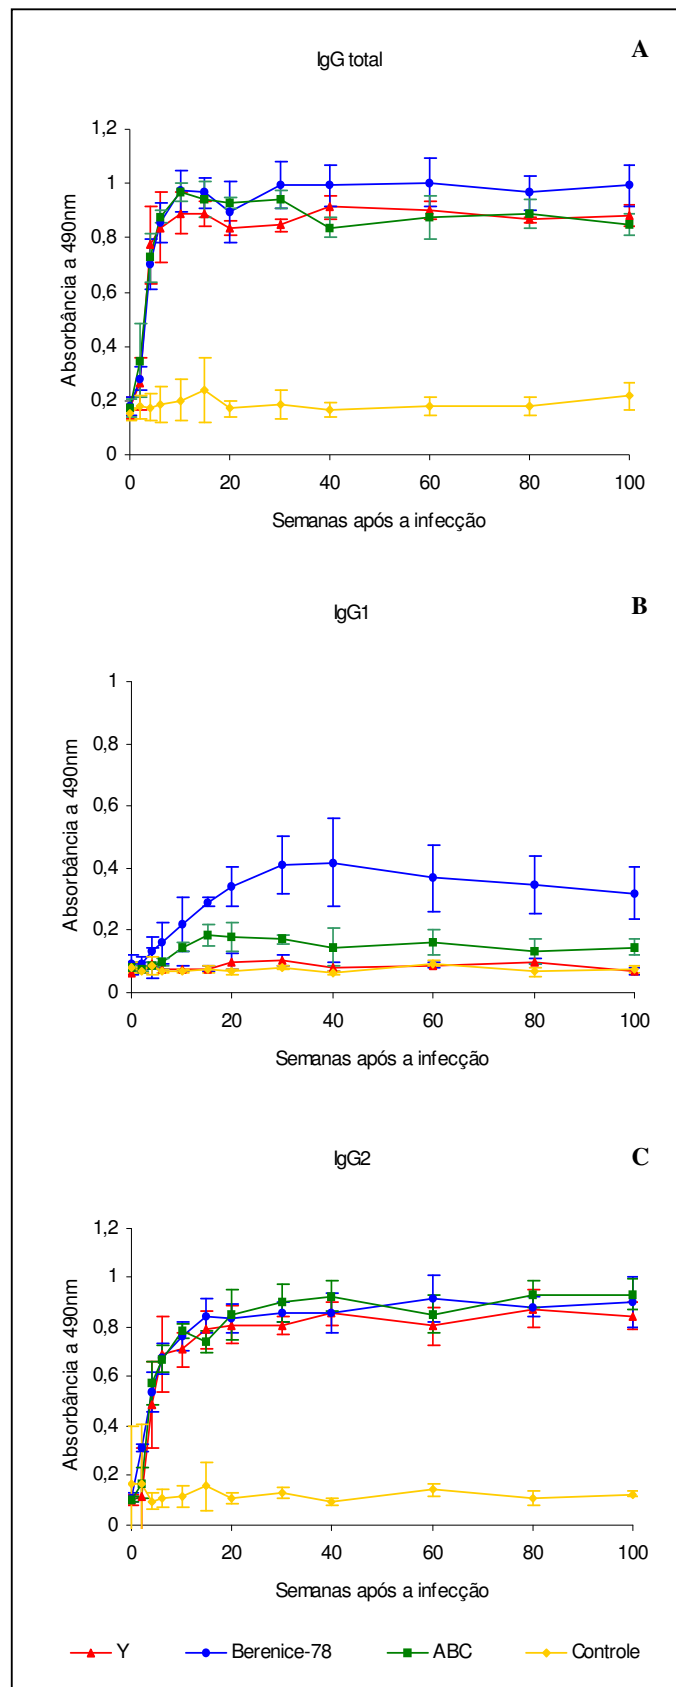 A
IgG total
1,2
1
0,8
0,6
0,4
0,2
0
Absorbância a 490nm
0 20 40 60 80 100
Semanas após a infecção
B
IgG1
1
0,8
0,6
0,4
0,2
0
Absorbância a 490nm
0 20 40 60 80 100
Semanas após a infecção
C
IgG2
1,2
1
0,8
0,6
0,4
0,2
0
Absorbância a 490nm
0 20 40 60 80 100
Semanas após a infecção
Y Berenice-78 ABC Controle